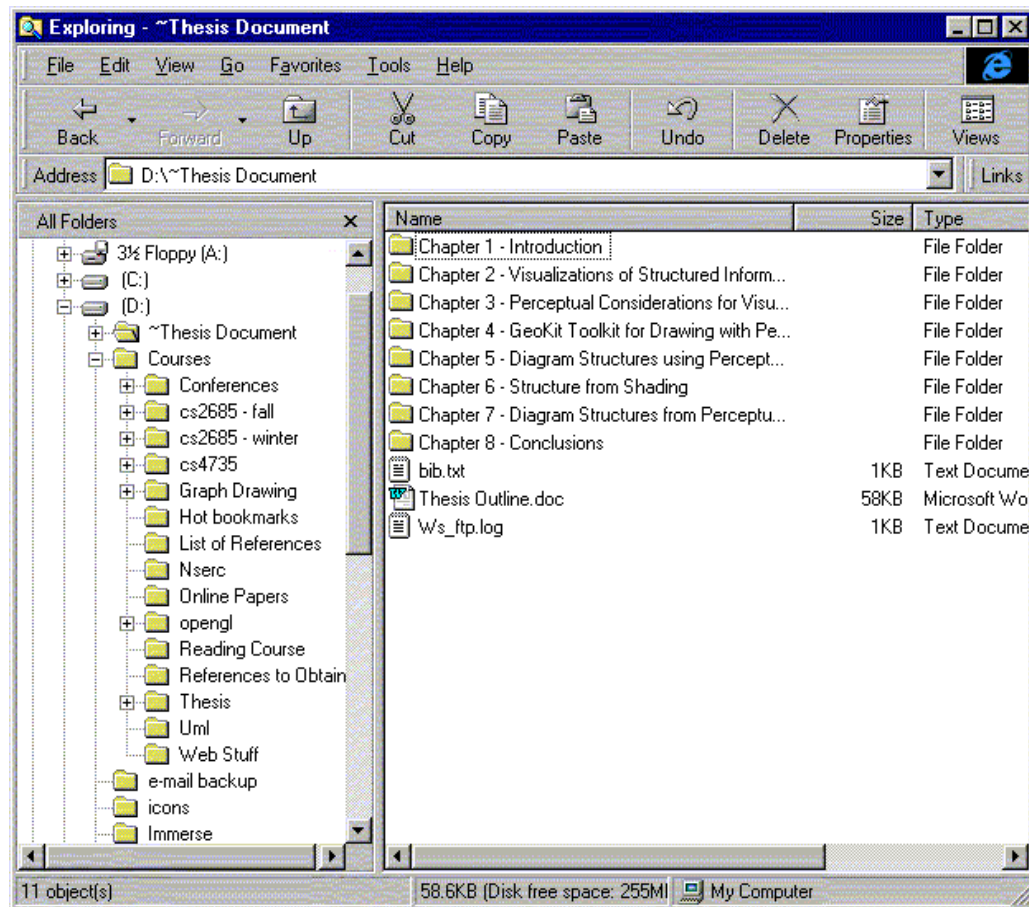 Exploring - ~Thesis Document
File Edit View Go Favorites Tools Help
Back Forward Up Cut Copy Paste Undo Delete Properties Views
Address D:\~Thesis Document Links
All Folders
3½ Floppy (A:)
(C:)
(D:)
~Thesis Document
Courses
Conferences
cs2685 - fall
cs2685 - winter
cs4735
Graph Drawing
Hot bookmarks
List of References
Nserc
Online Papers
opengl
Reading Course
References to Obtain
Thesis
Uml
Web Stuff
e-mail backup
icons
Immerse
Name Size Type
Chapter 1 - Introduction File Folder
Chapter 2 - Visualizations of Structured Inform... File Folder
Chapter 3 - Perceptual Considerations for Visu... File Folder
Chapter 4 - GeoKit Toolkit for Drawing with Pe... File Folder
Chapter 5 - Diagram Structures using Percept... File Folder
Chapter 6 - Structure from Shading File Folder
Chapter 7 - Diagram Structures from Perceptu... File Folder
Chapter 8 - Conclusions File Folder
bib.txt 1KB Text Docume
Thesis Outline.doc 58KB Microsoft Wo
Ws_ftp.log 1KB Text Docume
11 object(s) 58.6KB (Disk free space: 255M My Computer